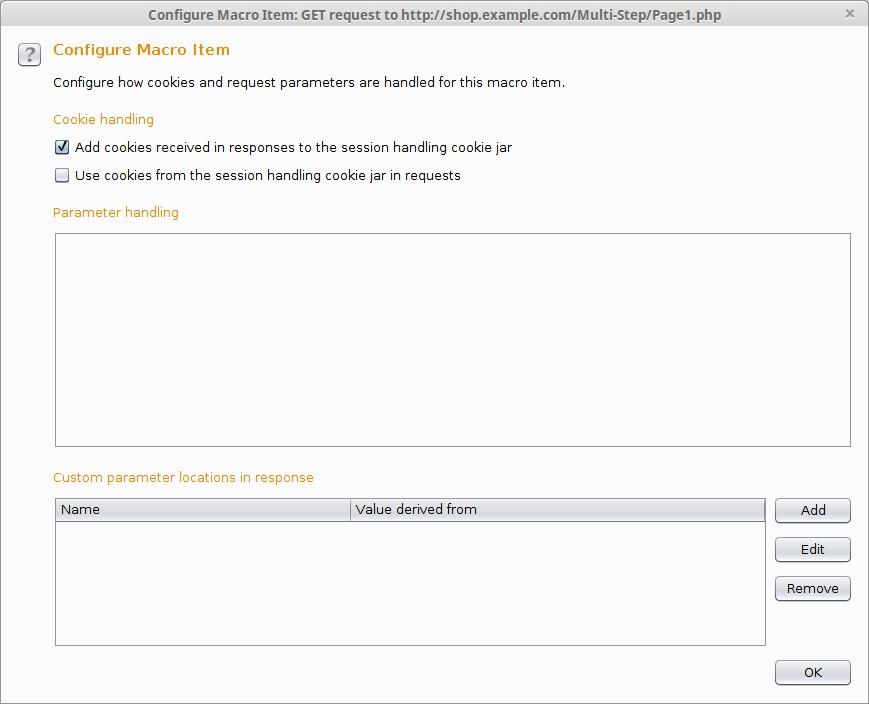 Configure Macro Item: GET request to http://shop.example.com/Multi-Step/Page1.php
?
Configure Macro Item
Configure how cookies and request parameters are handled for this macro item.
Cookie handling
Add cookies received in responses to the session handling cookie jar
Use cookies from the session handling cookie jar in requests
Parameter handling
Custom parameter locations in response
Name Value derived from
Add
Edit
Remove
OK